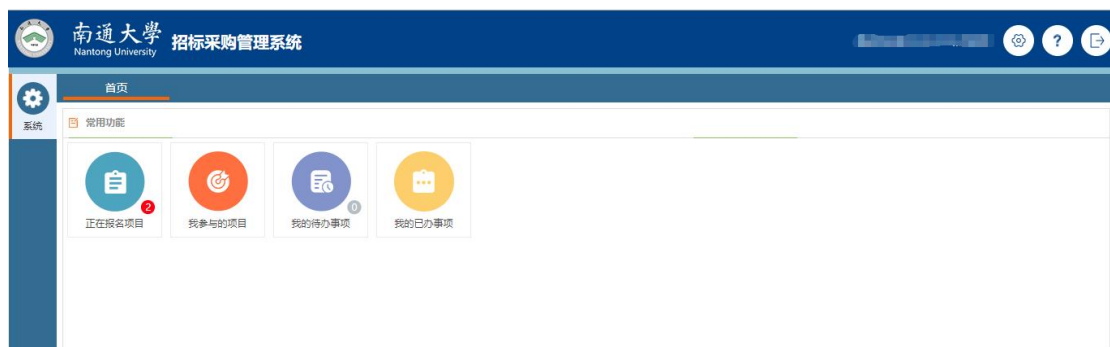 南通大學
Nantong University
招标采购管理系统
?
首页
系统
常用功能
2
0
正在报名项目
我参与的项目
我的待办事项
我的已办事项